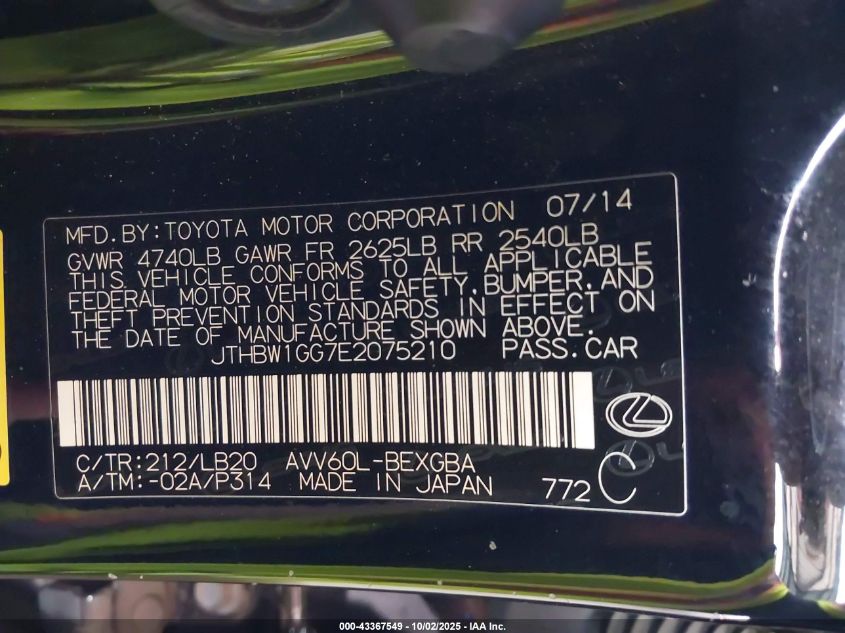 MFD.BY:TOYOTA MOTOR CORPORATION 07/14
GVWR 4740LB GAWR FR 2625LB RR 2540LB
THIS VEHICLE CONFORMS TO ALL APPLICABLE
FEDERAL MOTOR VEHICLE SAFETY,BUMPER,AND
THEFT PREVENTION STANDARDS IN EFFECT ON
THE DATE OF MANUFACTURE SHOWN ABOVE.
JTHBW1GG7E2075210 PASS.CAR
C/TR:212/LB20 AVV60L-BEXGBA
A/TM:-02A/P314 MADE IN JAPAN 772 C
000-43367549 - 10/02/2025 - IAA Inc.